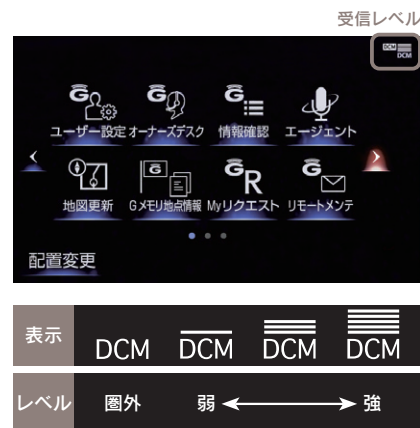 受信レベル
DCM
DCM
G G G
ユーザー設定 オーナーズデスク 情報確認 エージェント
G G R G
地図更新 Gメモリ地点情報 Myリクエスト リモートメンテ
配置変更
表示 DCM DCM DCM DCM
レベル 圏外 弱 強